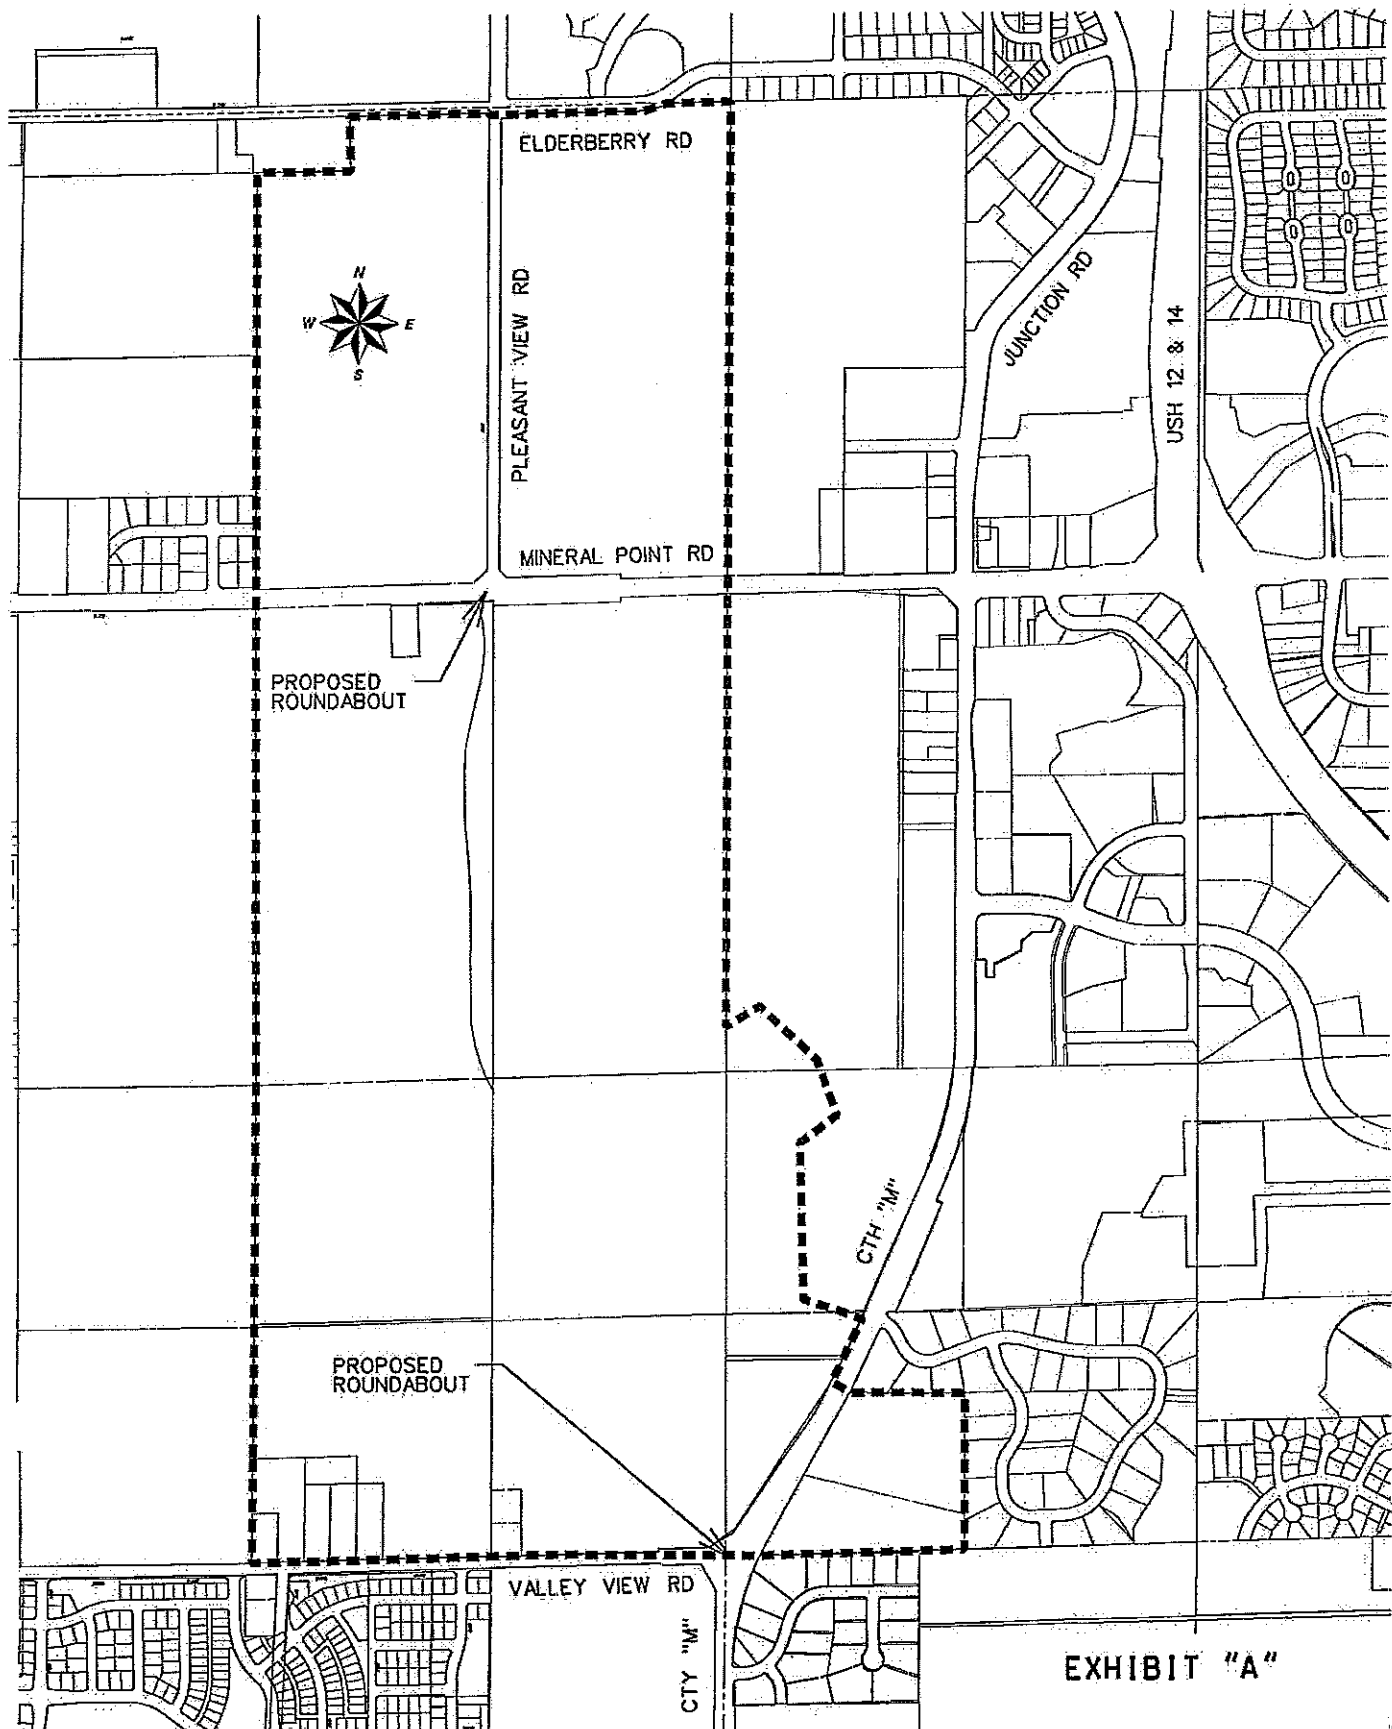 ELDERBERRY RD
N
W
E
S
PLEASANT VIEW RD
JUNCTION RD
USH 12 & 14
MINERAL POINT RD
PROPOSED
ROUNDABOUT
CTH "M"
PROPOSED
ROUNDABOUT
VALLEY VIEW RD
CTY "M"
EXHIBIT "A"